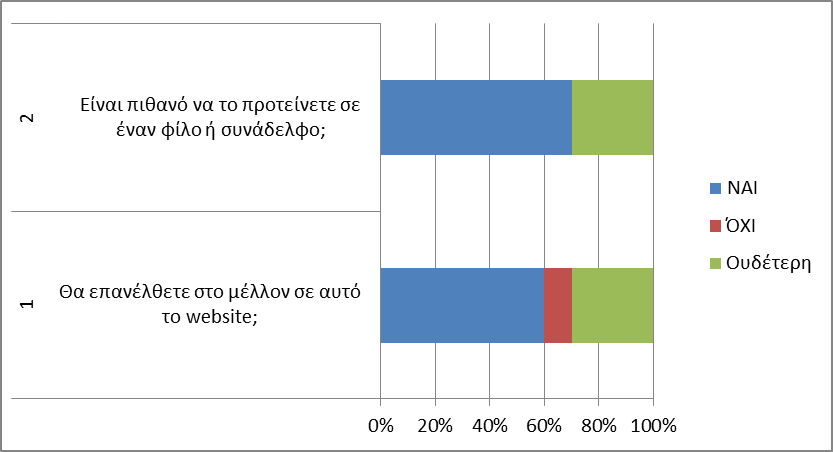 2
Είναι πιθανό να το προτείνετε σε
έναν φίλο ή συνάδελφο;
1
Θα επανέλθετε στο μέλλον σε αυτό
το website;
0% 20% 40% 60% 80% 100%
ΝΑΙ
ΌΧΙ
Ουδέτερη